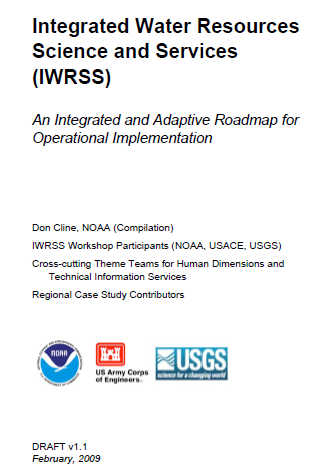 Integrated Water Resources
Science and Services
(IWRSS)
An Integrated and Adaptive Roadmap for
Operational Implementation
Don Cline, NOAA (Compilation)
IWRSS Workshop Participants (NOAA, USACE, USGS)
Cross-cutting Theme Teams for Human Dimensions and
Technical Information Services
Regional Case Study Contributors
NOAA
US Army Corps
of Engineers
USGS
science for a changing world
DRAFT v1.1
February, 2009